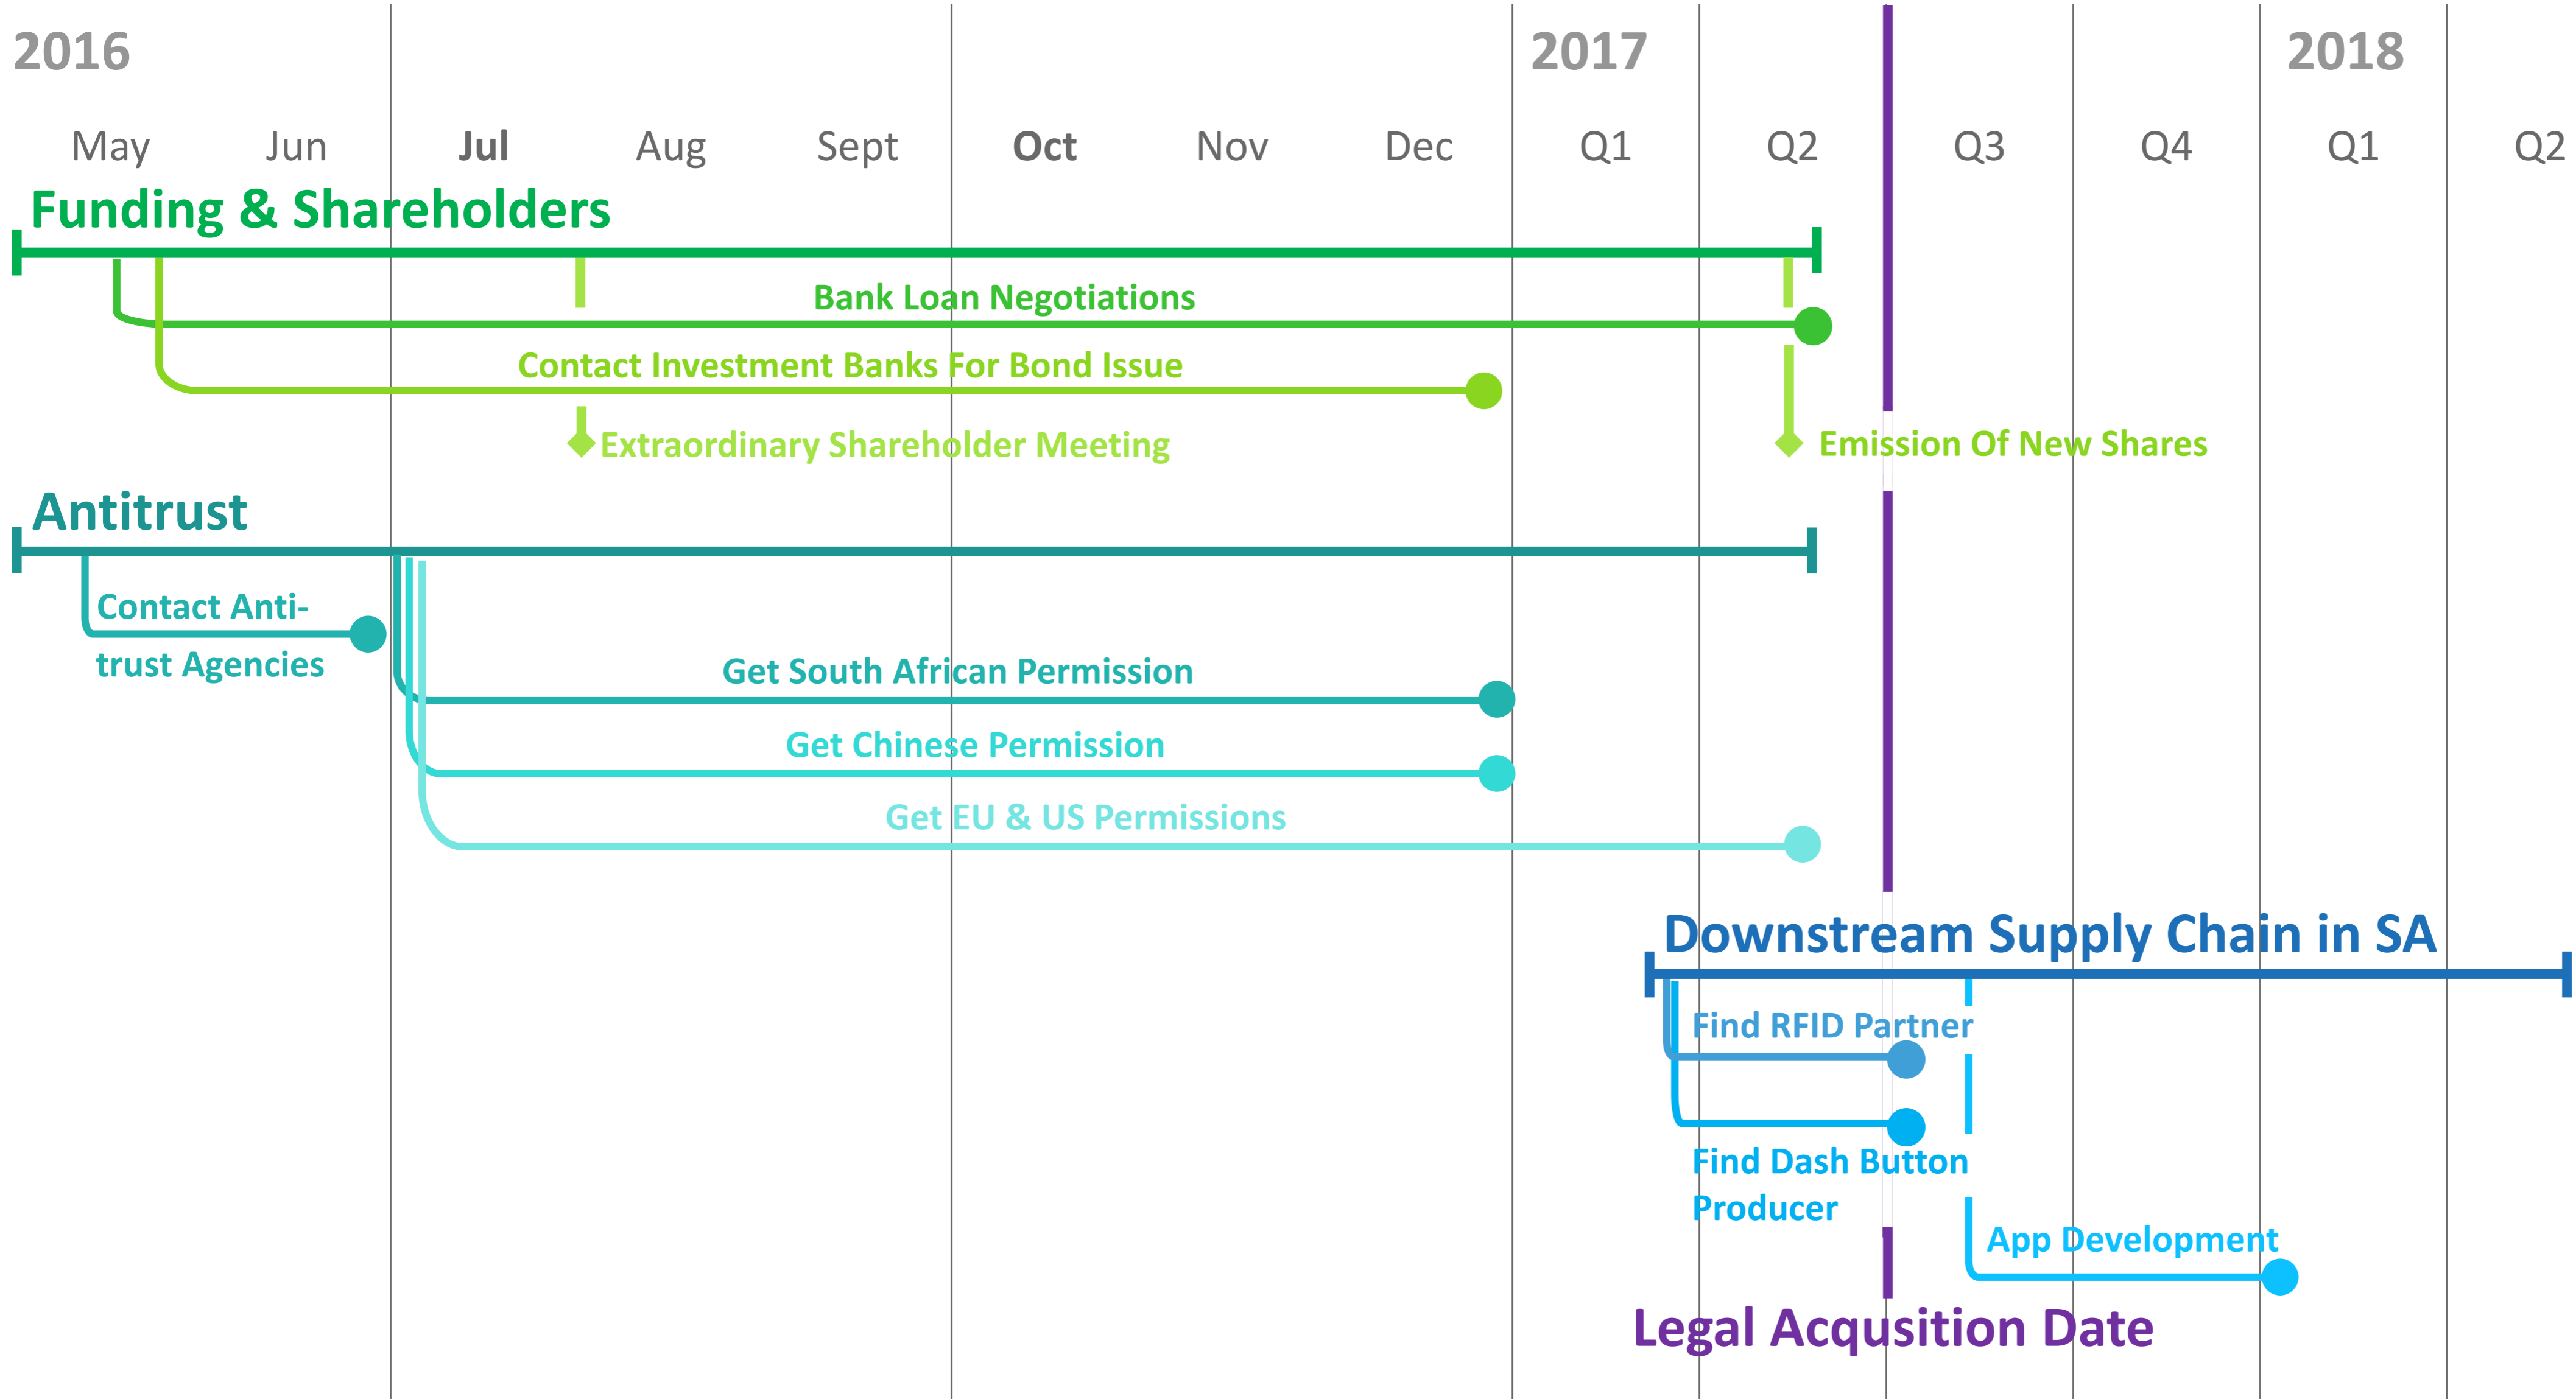 2016 2017 2018
May Jun Jul Aug Sept Oct Nov Dec Q1 Q2 Q3 Q4 Q1 Q2
Funding & Shareholders
Bank Loan Negotiations
Contact Investment Banks For Bond Issue
Extraordinary Shareholder Meeting
Emission Of New Shares
Antitrust
Contact Anti-
trust Agencies
Get South African Permission
Get Chinese Permission
Get EU & US Permissions
Downstream Supply Chain in SA
Find RFID Partner
Find Dash Button
Producer
App Development
Legal Acqusition Date